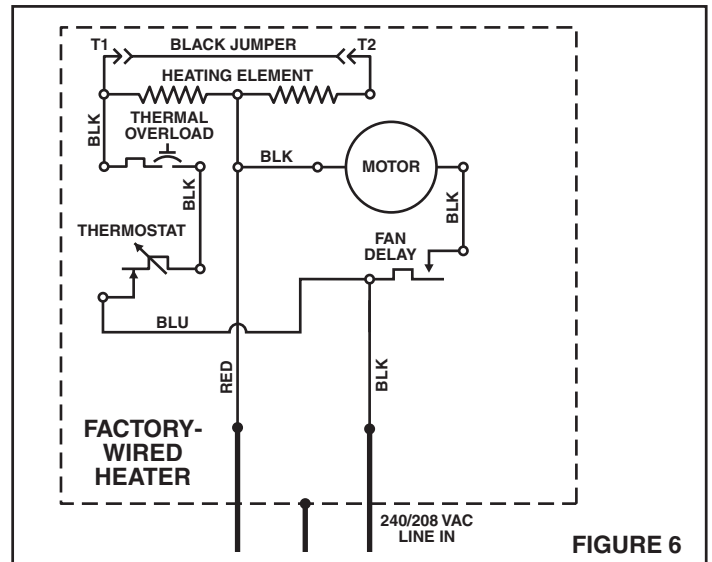 T1 BLACK JUMPER T2
HEATING ELEMENT
THERMAL
OVERLOAD
BLK
BLK
MOTOR
BLK
BLK
THERMOSTAT
FAN
DELAY
BLU
RED
BLK
FACTORY-
WIRED
HEATER
240/208 VAC
LINE IN
FIGURE 6